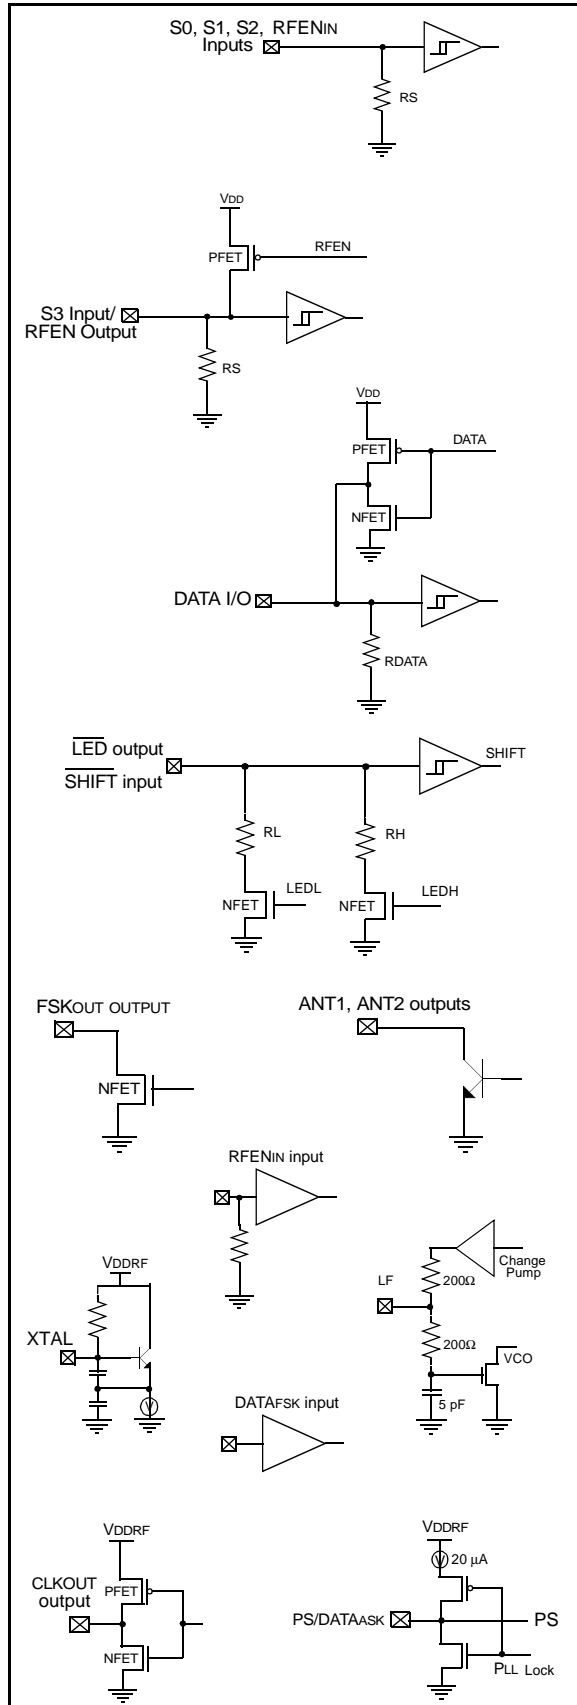 S0, S1, S2, RFENIN
Inputs
RS
VDD
PFET
RFEN
S3 Input/
RFEN Output
RS
VDD
PFET
DATA
NFET
DATA I/O
RDATA
LED output
SHIFT input
SHIFT
RL
RH
NFET
LEDL
NFET
LEDH
FSKOUT OUTPUT
NFET
ANT1, ANT2 outputs
RFENIN input
VDDRF
XTAL
V
LF
200Ω
Change
Pump
200Ω
VCO
5 pF
DATAFSK input
VDDRF
CLKOUT
output
PFET
NFET
VDDRF
V
20 µA
PS/DATAASK
PS
PLL Lock